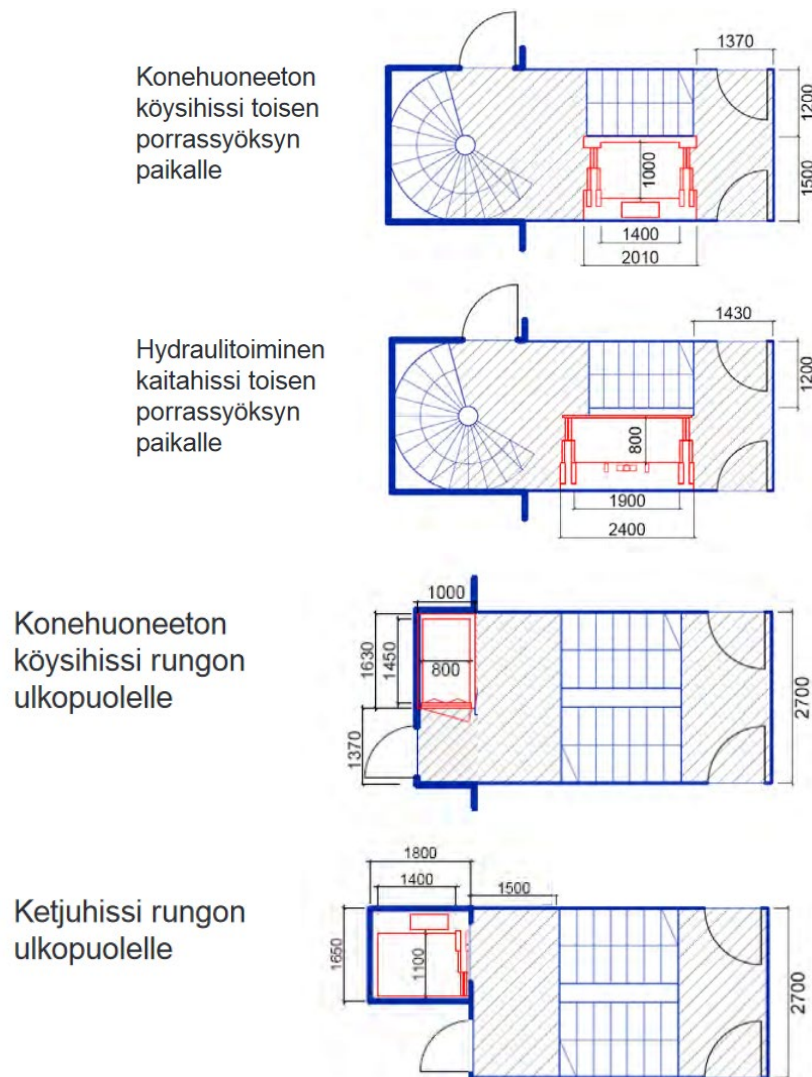 Konehuoneeton
köysihissi toisen
porrassyöksyn
paikalle
1370
1200
1500
1000
1400
2010
Hydraulitoiminen
kaitahissi toisen
porrassyöksyn
paikalle
1430
1200
800
1900
2400
Konehuoneeton
köysihissi rungon
ulkopuolelle
1000
1630
1450
800
1370
2700
Ketjuhissi rungon
ulkopuolelle
1800
1400
1500
1650
1100
2700